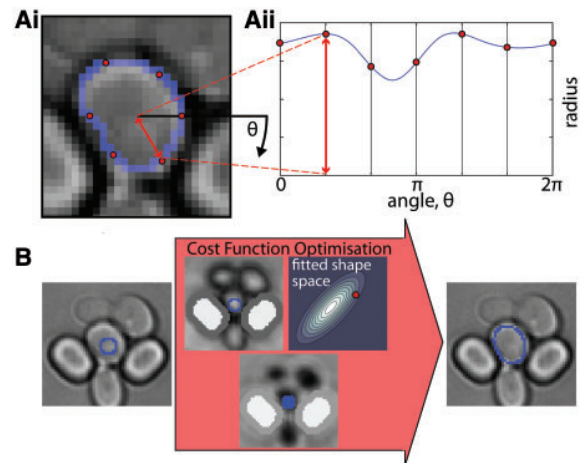 Ai
Aii
θ
radius
0
π
2π
angle, θ
B
Cost Function Optimisation
fitted shape
space